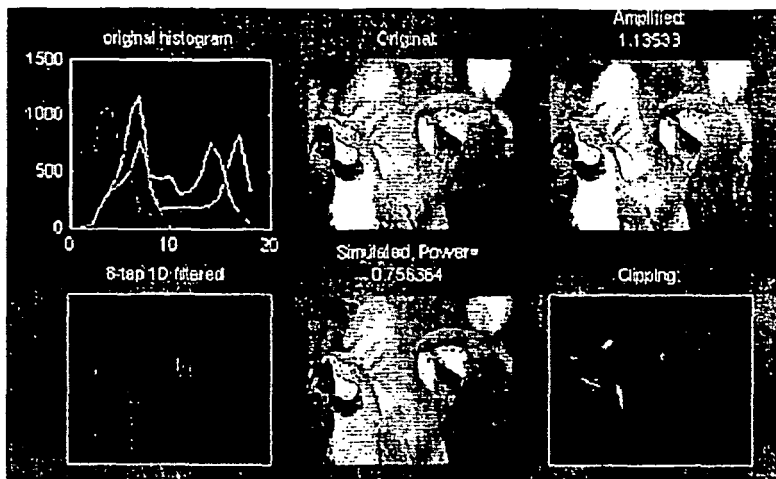 original histogram
Original:
Amplified:
1.13533
1500
1000
500
0
0
10
20
8-tap 1D filtered
Simulated, Power=
0.756364
Clipping: